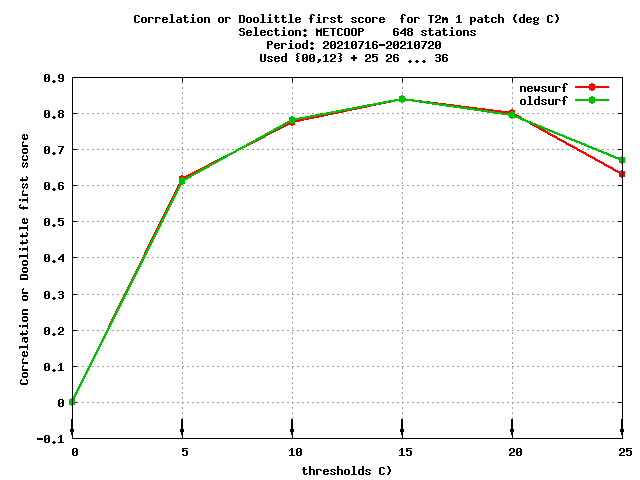 Correlation or Doolittle first score  for T2m 1 patch (deg C)
Selection: METCOOP    648 stations
Period: 20210716-20210720
Used {00,12} + 25 26 ... 36
newsurf
oldsurf
Correlation or Doolittle first score
0.9
0.8
0.7
0.6
0.5
0.4
0.3
0.2
0.1
0
-0.1
0 5 10 15 20 25
thresholds C)